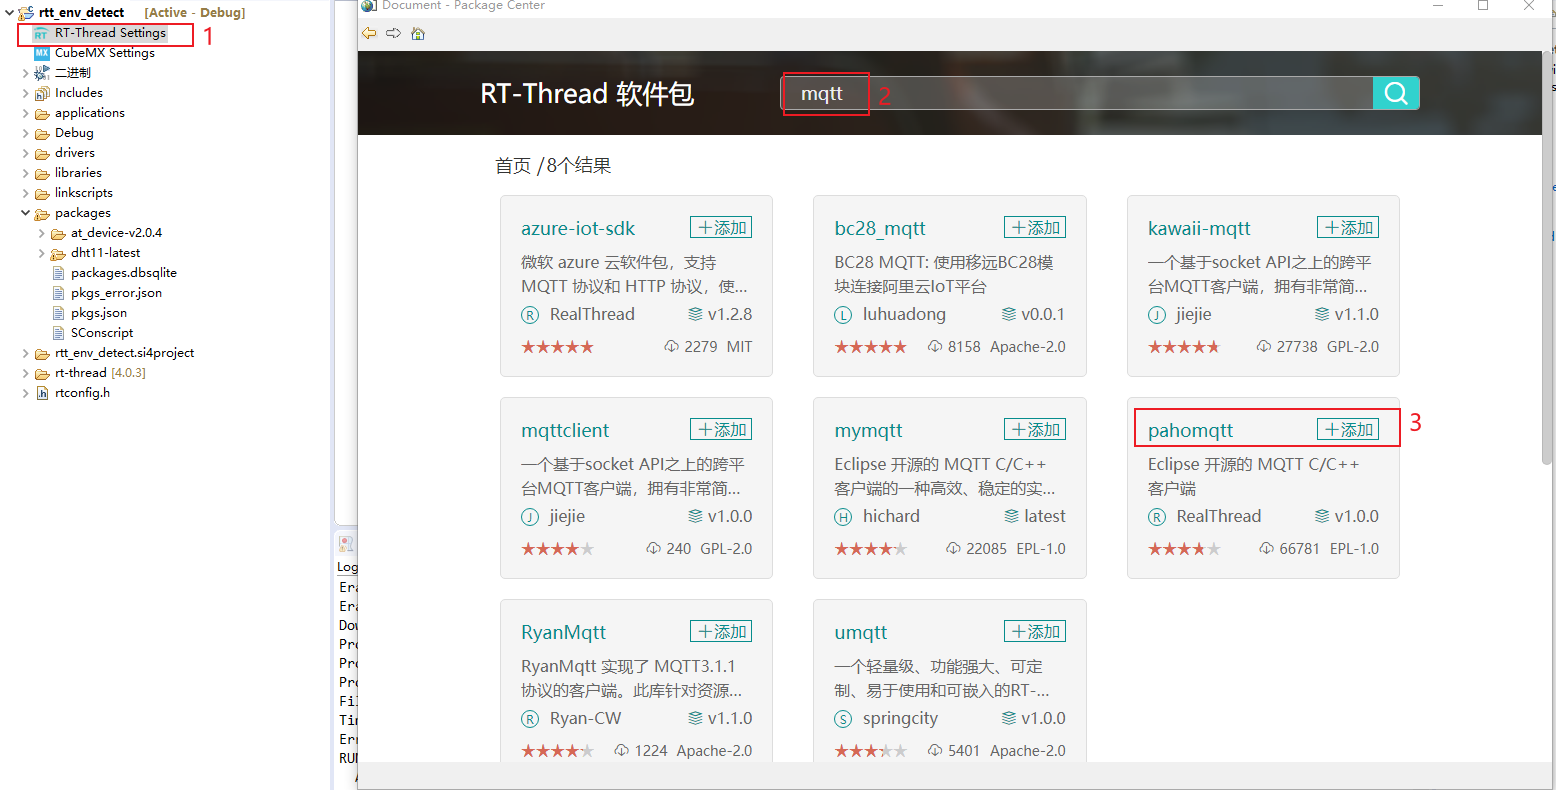 rtt_env_detect [Active - Debug]
RT-Thread Settings
1
CubeMX Settings
二进制
Includes
applications
Debug
drivers
libraries
linkscripts
packages
at_device-v2.0.4
dht11-latest
packages.dbsqlite
pkgs_error.json
pkgs.json
SConscript
rtt_env_detect.si4project
rt-thread [4.0.3]
rtconfig.h
Document - Package Center
RT-Thread 软件包
mqtt
2
首页 /8个结果
azure-iot-sdk
+添加
微软 azure 云软件包，支持
MQTT 协议和 HTTP 协议，使...
R RealThread v1.2.8
2279 MIT
bc28_mqtt
+添加
BC28 MQTT: 使用移远BC28模
块连接阿里云IoT平台
L luhuadong v0.0.1
8158 Apache-2.0
kawaii-mqtt
+添加
一个基于socket API之上的跨平
台MQTT客户端，拥有非常简...
J jiejie v1.1.0
27738 GPL-2.0
mqttclient
+添加
一个基于socket API之上的跨平
台MQTT客户端，拥有非常简...
J jiejie v1.0.0
240 GPL-2.0
mymqtt
+添加
Eclipse 开源的 MQTT C/C++
客户端的一种高效、稳定的实...
H hichard latest
22085 EPL-1.0
pahomqtt
+添加
3
Eclipse 开源的 MQTT C/C++
客户端
R RealThread v1.0.0
66781 EPL-1.0
RyanMqtt
+添加
RyanMqtt 实现了 MQTT3.1.1
协议的客户端。此库针对资源...
R Ryan-CW v1.1.0
1224 Apache-2.0
umqtt
+添加
一个轻量级、功能强大、可定
制、易于使用和可嵌入的RT-...
S springcity v1.0.0
5401 Apache-2.0
Log
Era
Era
Dow
Pro
Pro
Pro
Fil
Tim
Err
RUN